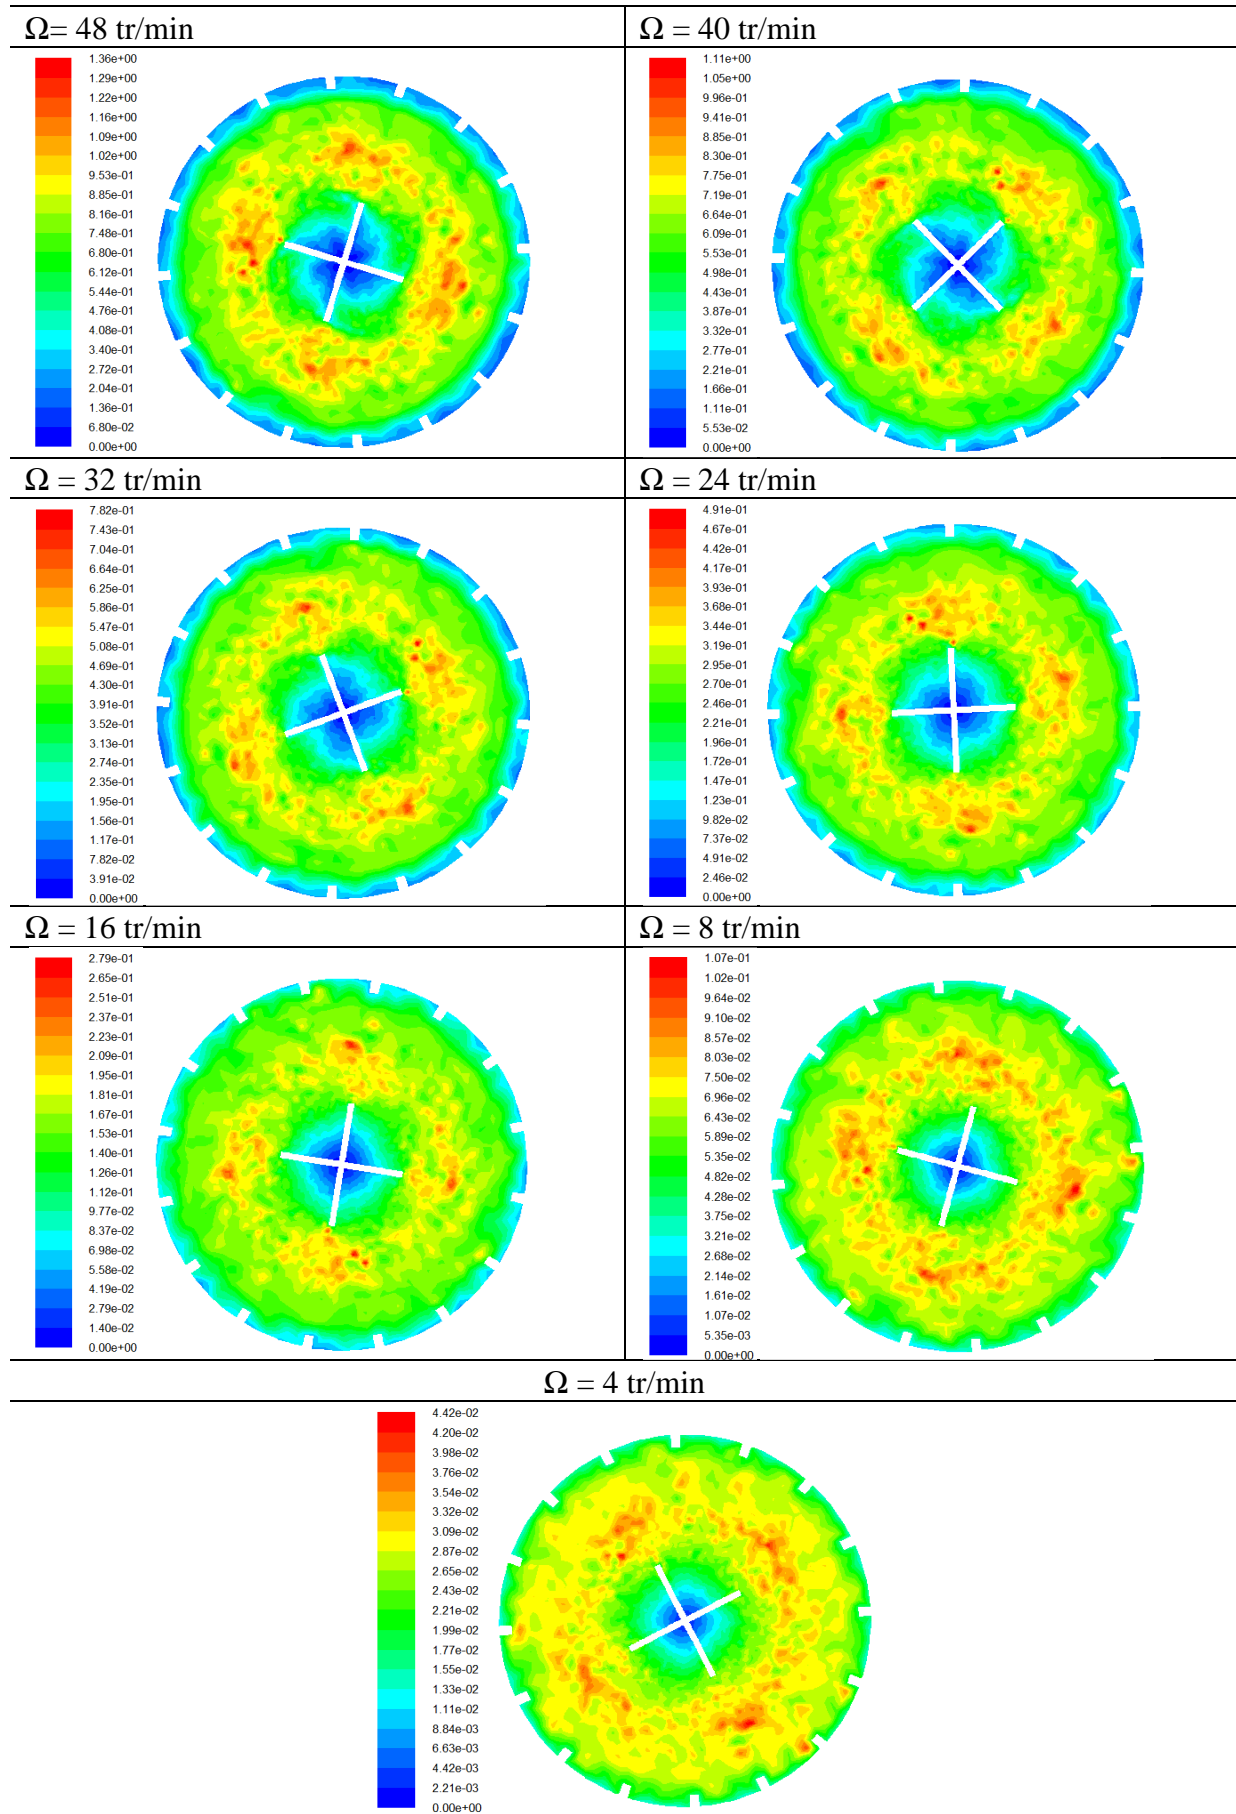 Ω= 48 tr/min
Ω = 40 tr/min
1.36e+00
1.29e+00
1.22e+00
1.16e+00
1.09e+00
1.02e+00
9.53e-01
8.85e-01
8.16e-01
7.48e-01
6.80e-01
6.12e-01
5.44e-01
4.76e-01
4.08e-01
3.40e-01
2.72e-01
2.04e-01
1.36e-01
6.80e-02
0.00e+00
1.11e+00
1.05e+00
9.96e-01
9.41e-01
8.85e-01
8.30e-01
7.75e-01
7.19e-01
6.64e-01
6.09e-01
5.53e-01
4.98e-01
4.43e-01
3.87e-01
3.32e-01
2.77e-01
2.21e-01
1.66e-01
1.11e-01
5.53e-02
0.00e+00
Ω = 32 tr/min
Ω = 24 tr/min
7.82e-01
7.43e-01
7.04e-01
6.64e-01
6.25e-01
5.86e-01
5.47e-01
5.08e-01
4.69e-01
4.30e-01
3.91e-01
3.52e-01
3.13e-01
2.74e-01
2.35e-01
1.95e-01
1.56e-01
1.17e-01
7.82e-02
3.91e-02
0.00e+00
4.91e-01
4.67e-01
4.42e-01
4.17e-01
3.93e-01
3.68e-01
3.44e-01
3.19e-01
2.95e-01
2.70e-01
2.46e-01
2.21e-01
1.96e-01
1.72e-01
1.47e-01
1.23e-01
9.82e-02
7.37e-02
4.91e-02
2.46e-02
0.00e+00
Ω = 16 tr/min
Ω = 8 tr/min
2.79e-01
2.65e-01
2.51e-01
2.37e-01
2.23e-01
2.09e-01
1.95e-01
1.81e-01
1.67e-01
1.53e-01
1.40e-01
1.26e-01
1.12e-01
9.77e-02
8.37e-02
6.98e-02
5.58e-02
4.19e-02
2.79e-02
1.40e-02
0.00e+00
1.07e-01
1.02e-01
9.64e-02
9.10e-02
8.57e-02
8.03e-02
7.50e-02
6.96e-02
6.43e-02
5.89e-02
5.35e-02
4.82e-02
4.28e-02
3.75e-02
3.21e-02
2.68e-02
2.14e-02
1.61e-02
1.07e-02
5.35e-03
0.00e+00
Ω = 4 tr/min
4.42e-02
4.20e-02
3.98e-02
3.76e-02
3.54e-02
3.32e-02
3.09e-02
2.87e-02
2.65e-02
2.43e-02
2.21e-02
1.99e-02
1.77e-02
1.55e-02
1.33e-02
1.11e-02
8.84e-03
6.63e-03
4.42e-03
2.21e-03
0.00e+00